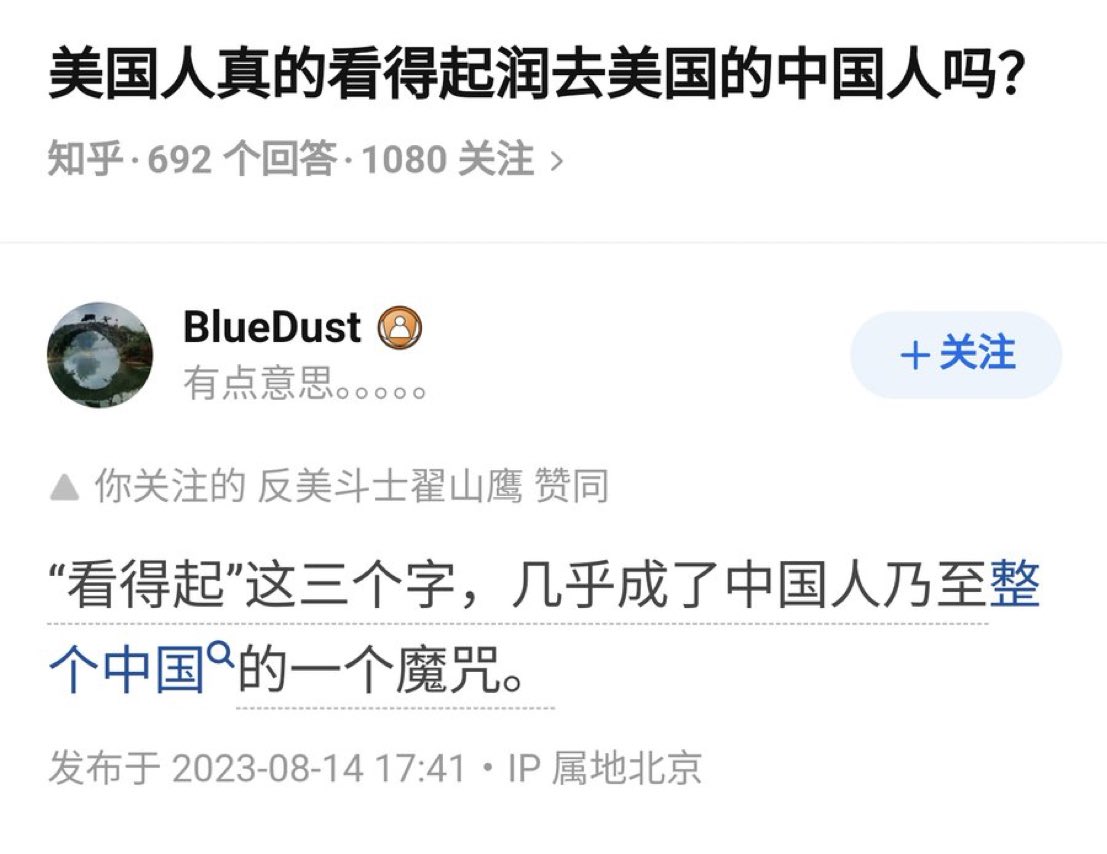 美国人真的看得起润去美国的中国人吗？
知乎·692 个回答·1080 关注 >
BlueDust
有点意思。。。。。
+关注
▲ 你关注的 反美斗士翟山鹰 赞同
“看得起”这三个字，几乎成了中国人乃至整
个中国的一个魔咒。
发布于 2023-08-14 17:41・IP 属地北京